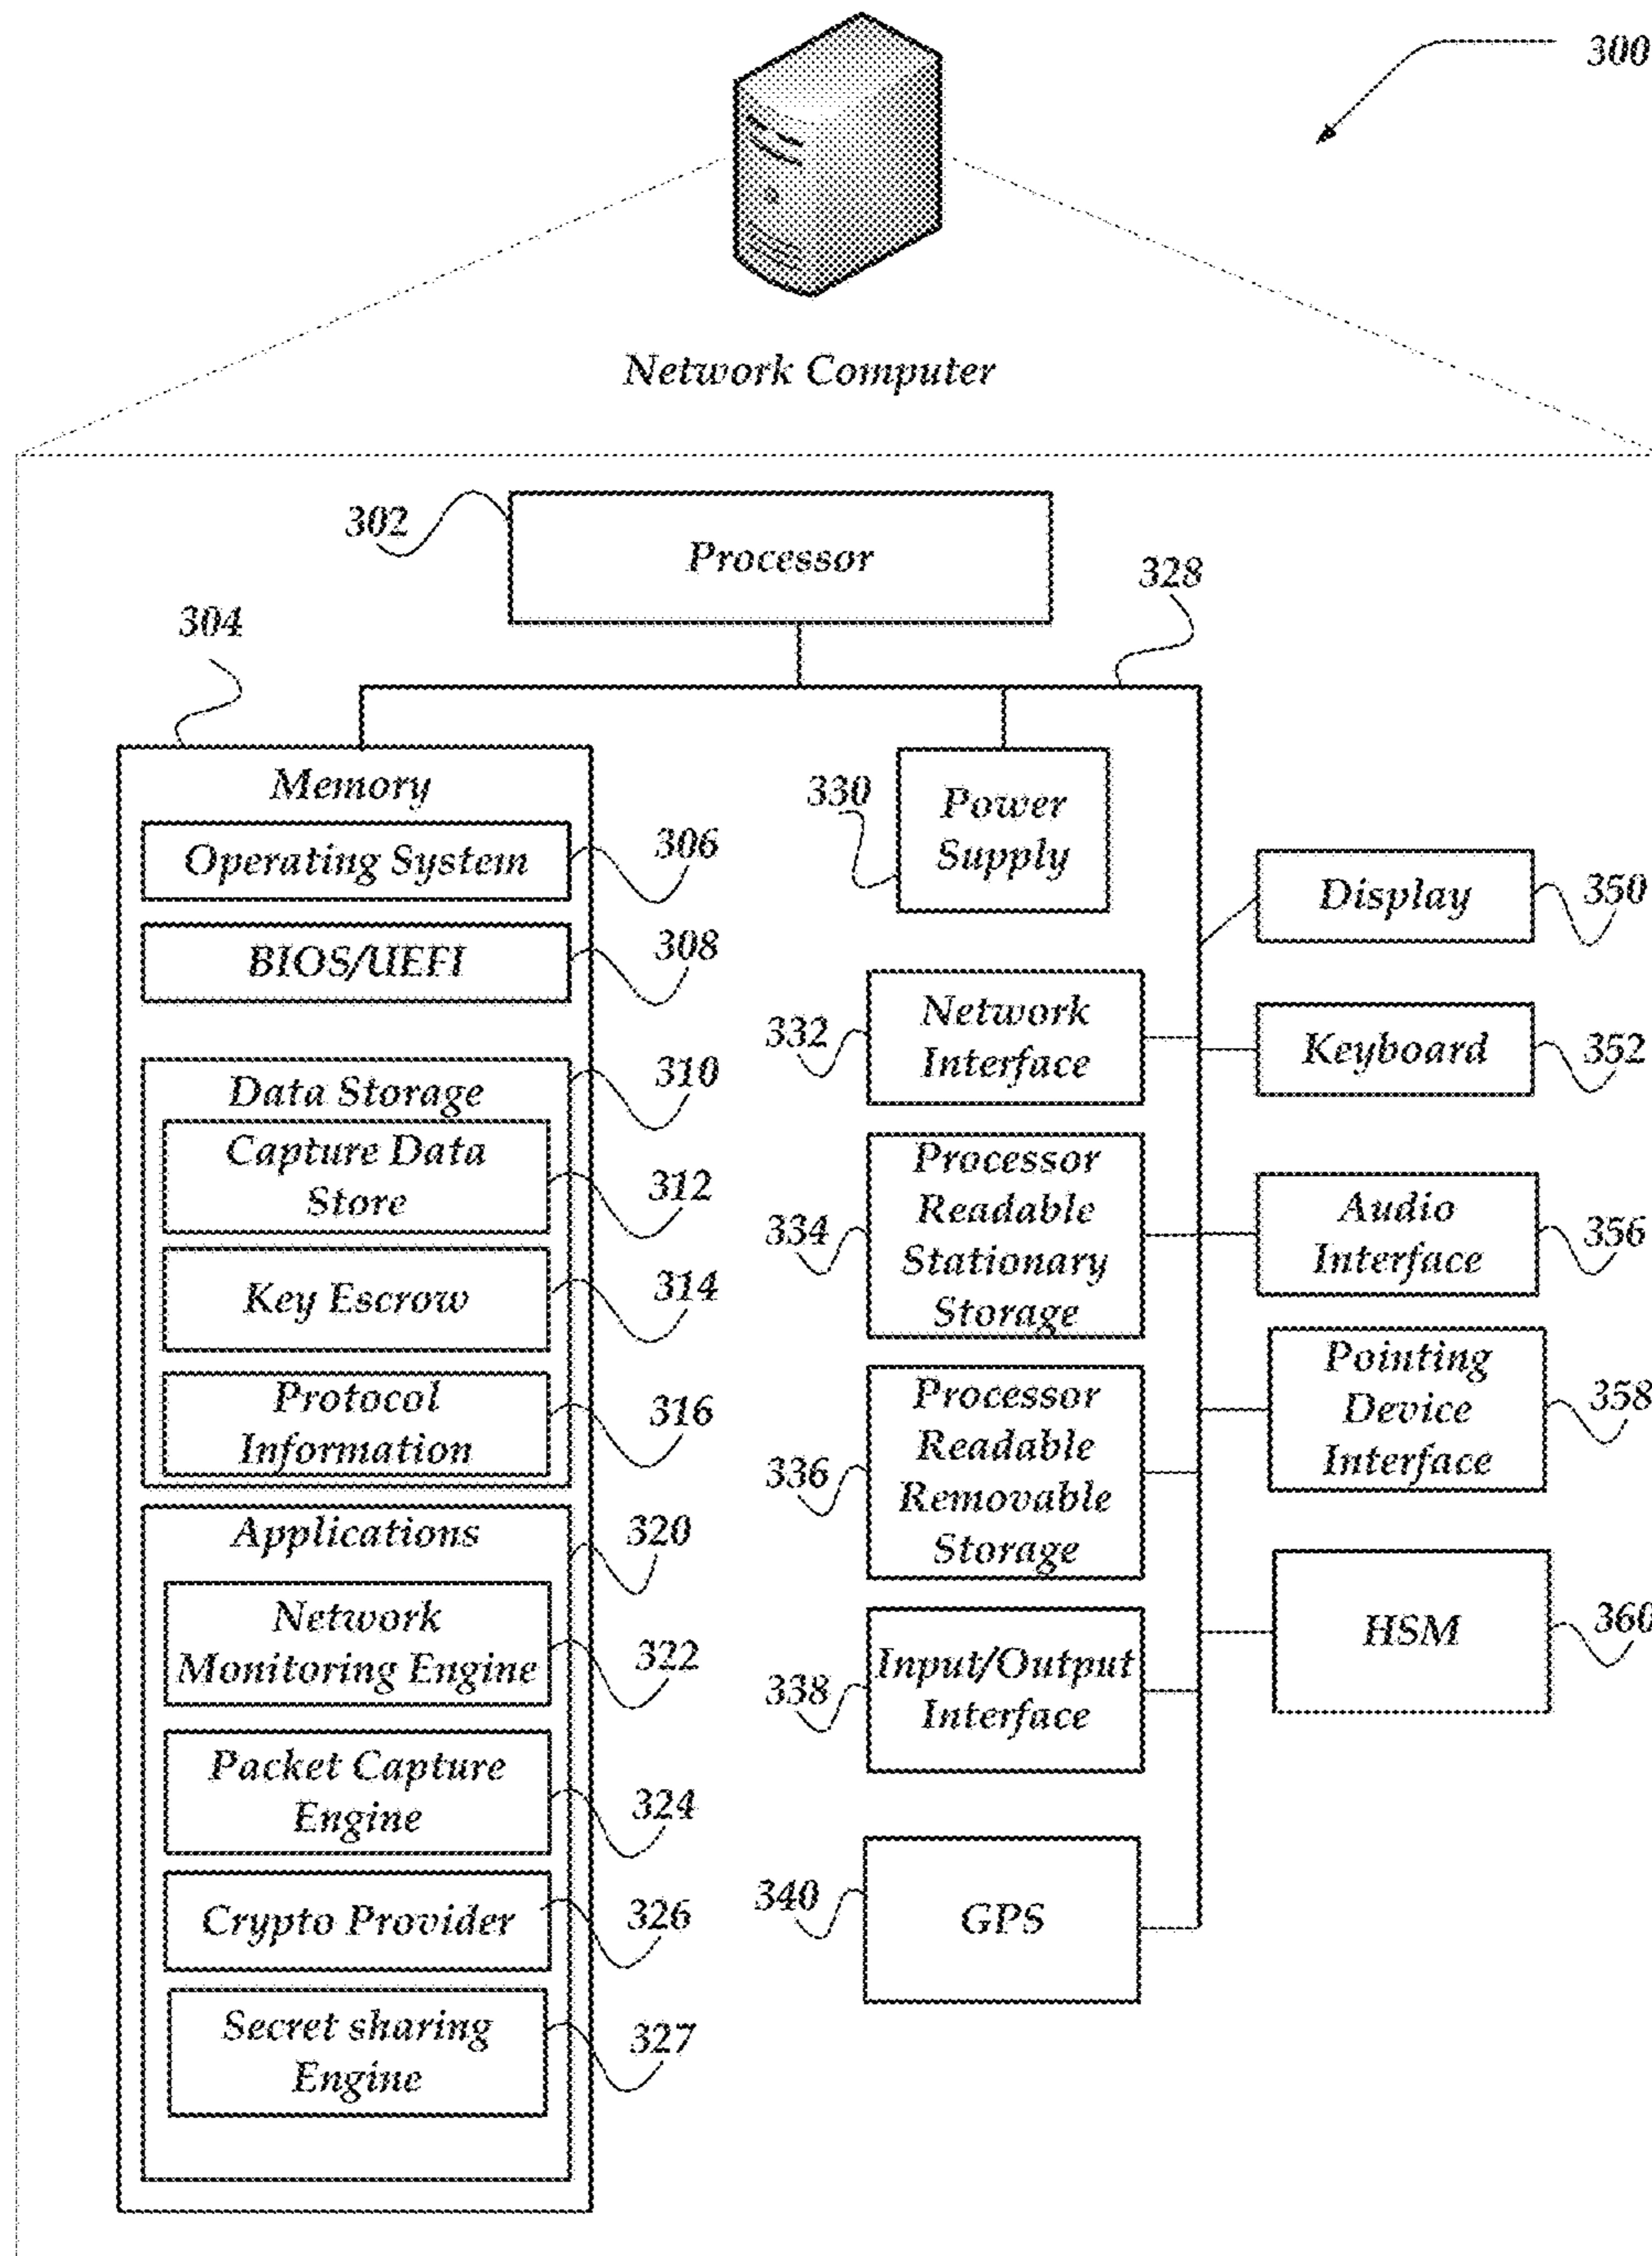 300
Network Computer
302
Processor
328
304
Memory
Operating System
306
BIOS/UEFI
308
Data Storage
310
Capture Data
Store
312
Key Escrow
314
Protocol
Information
316
Applications
320
Network
Monitoring Engine
322
Packet Capture
Engine
324
Crypto Provider
326
Secret sharing
Engine
327
330
Power
Supply
332
Network
Interface
334
Processor
Readable
Stationary
Storage
336
Processor
Readable
Removable
Storage
338
Input/Output
Interface
340
GPS
Display
350
Keyboard
352
Audio
Interface
356
Pointing
Device
Interface
358
HSM
360